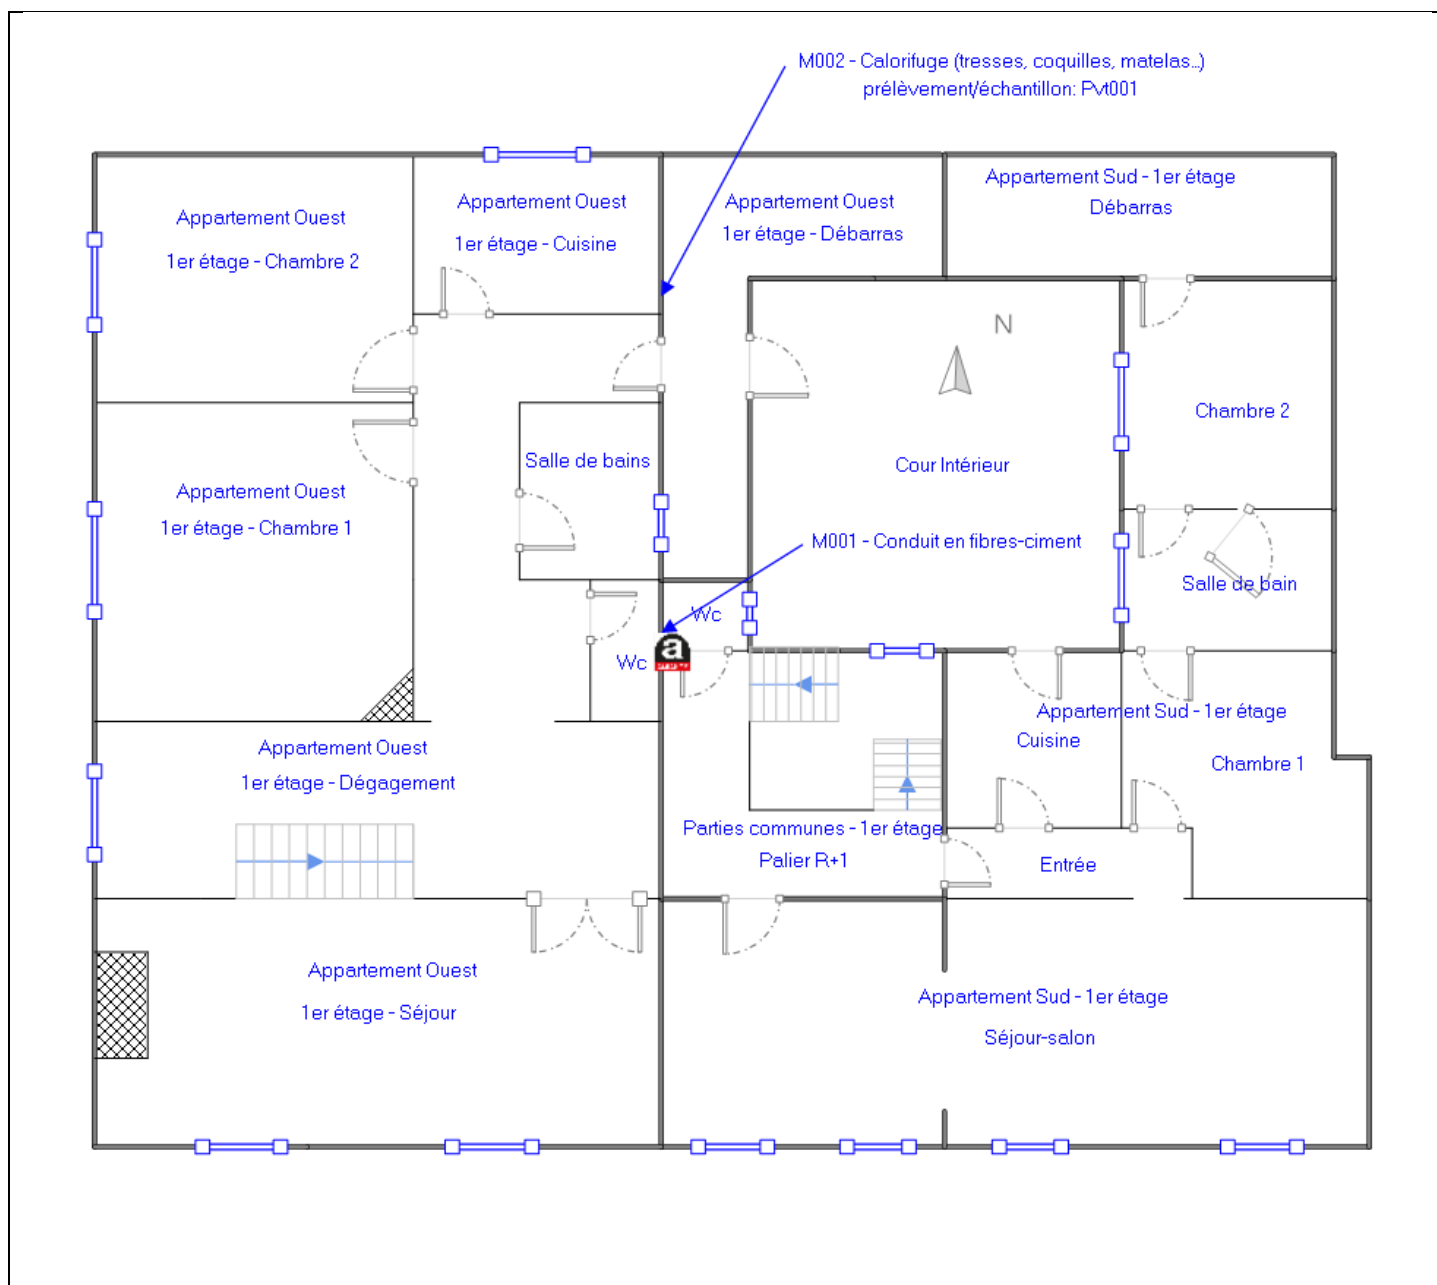 M002 - Calorifuge (tresses, coquilles, matelas...)
prélèvement/échantillon: Pvt001
Appartement Sud - 1er étage
Débarras
Appartement Ouest
1er étage - Cuisine
Appartement Ouest
1er étage - Débarras
Appartement Ouest
1er étage - Chambre 2
N
Chambre 2
Salle de bains
Cour Intérieur
Appartement Ouest
1er étage - Chambre 1
M001 - Conduit en fibres-ciment
Salle de bain
Wc
a
Wc
Appartement Sud - 1er étage
Cuisine
Chambre 1
Appartement Ouest
1er étage - Dégagement
Parties communes - 1er étage
Palier R+1
Entrée
Appartement Ouest
1er étage - Séjour
Appartement Sud - 1er étage
Séjour-salon